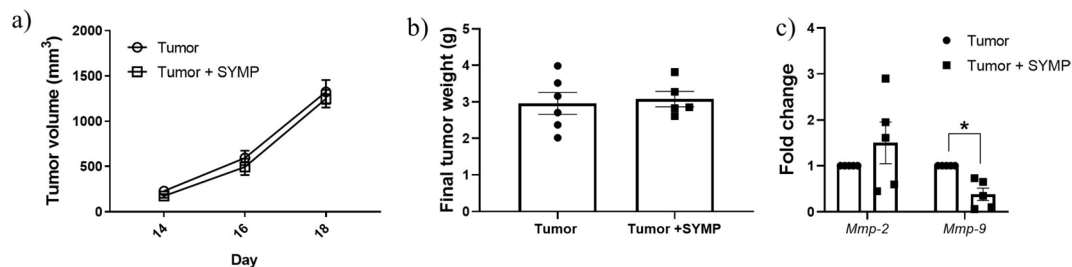 a)
Tumor volume (mm³)
2000
1500
1000
500
0
Tumor
Tumor + SYMP
14
16
18
Day
b)
Final tumor weight (g)
5
4
3
2
1
0
Tumor
Tumor +SYMP
c)
Fold change
4
3
2
1
0
Tumor
Tumor + SYMP
*
Mmp-2
Mmp-9